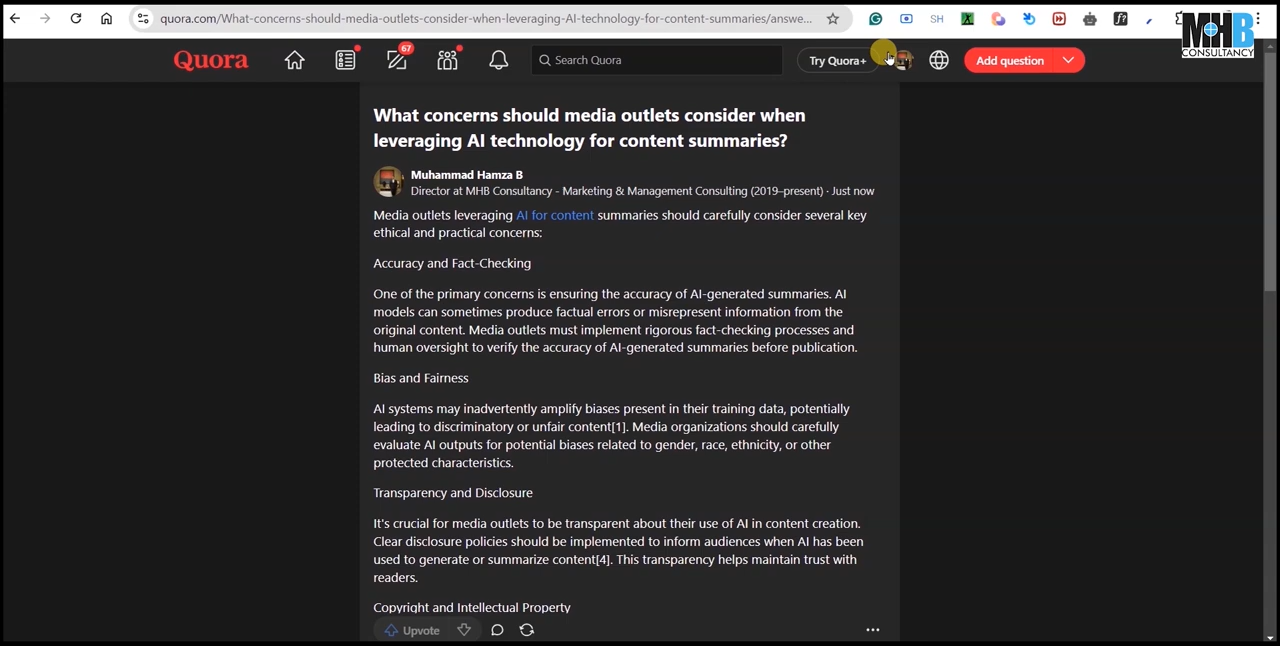 quora.com/What-concerns-should-media-outlets-consider-when-leveraging-AI-technology-for-content-summaries/answe...
SH
f?
MHB
CONSULTANCY
Quora
67
Search Quora
Try Quora+
Add question
What concerns should media outlets consider when
leveraging AI technology for content summaries?
Muhammad Hamza B
Director at MHB Consultancy - Marketing & Management Consulting (2019–present) · Just now
Media outlets leveraging AI for content summaries should carefully consider several key
ethical and practical concerns:
Accuracy and Fact-Checking
One of the primary concerns is ensuring the accuracy of AI-generated summaries. AI
models can sometimes produce factual errors or misrepresent information from the
original content. Media outlets must implement rigorous fact-checking processes and
human oversight to verify the accuracy of AI-generated summaries before publication.
Bias and Fairness
AI systems may inadvertently amplify biases present in their training data, potentially
leading to discriminatory or unfair content[1]. Media organizations should carefully
evaluate AI outputs for potential biases related to gender, race, ethnicity, or other
protected characteristics.
Transparency and Disclosure
It's crucial for media outlets to be transparent about their use of AI in content creation.
Clear disclosure policies should be implemented to inform audiences when AI has been
used to generate or summarize content[4]. This transparency helps maintain trust with
readers.
Copyright and Intellectual Property
Upvote